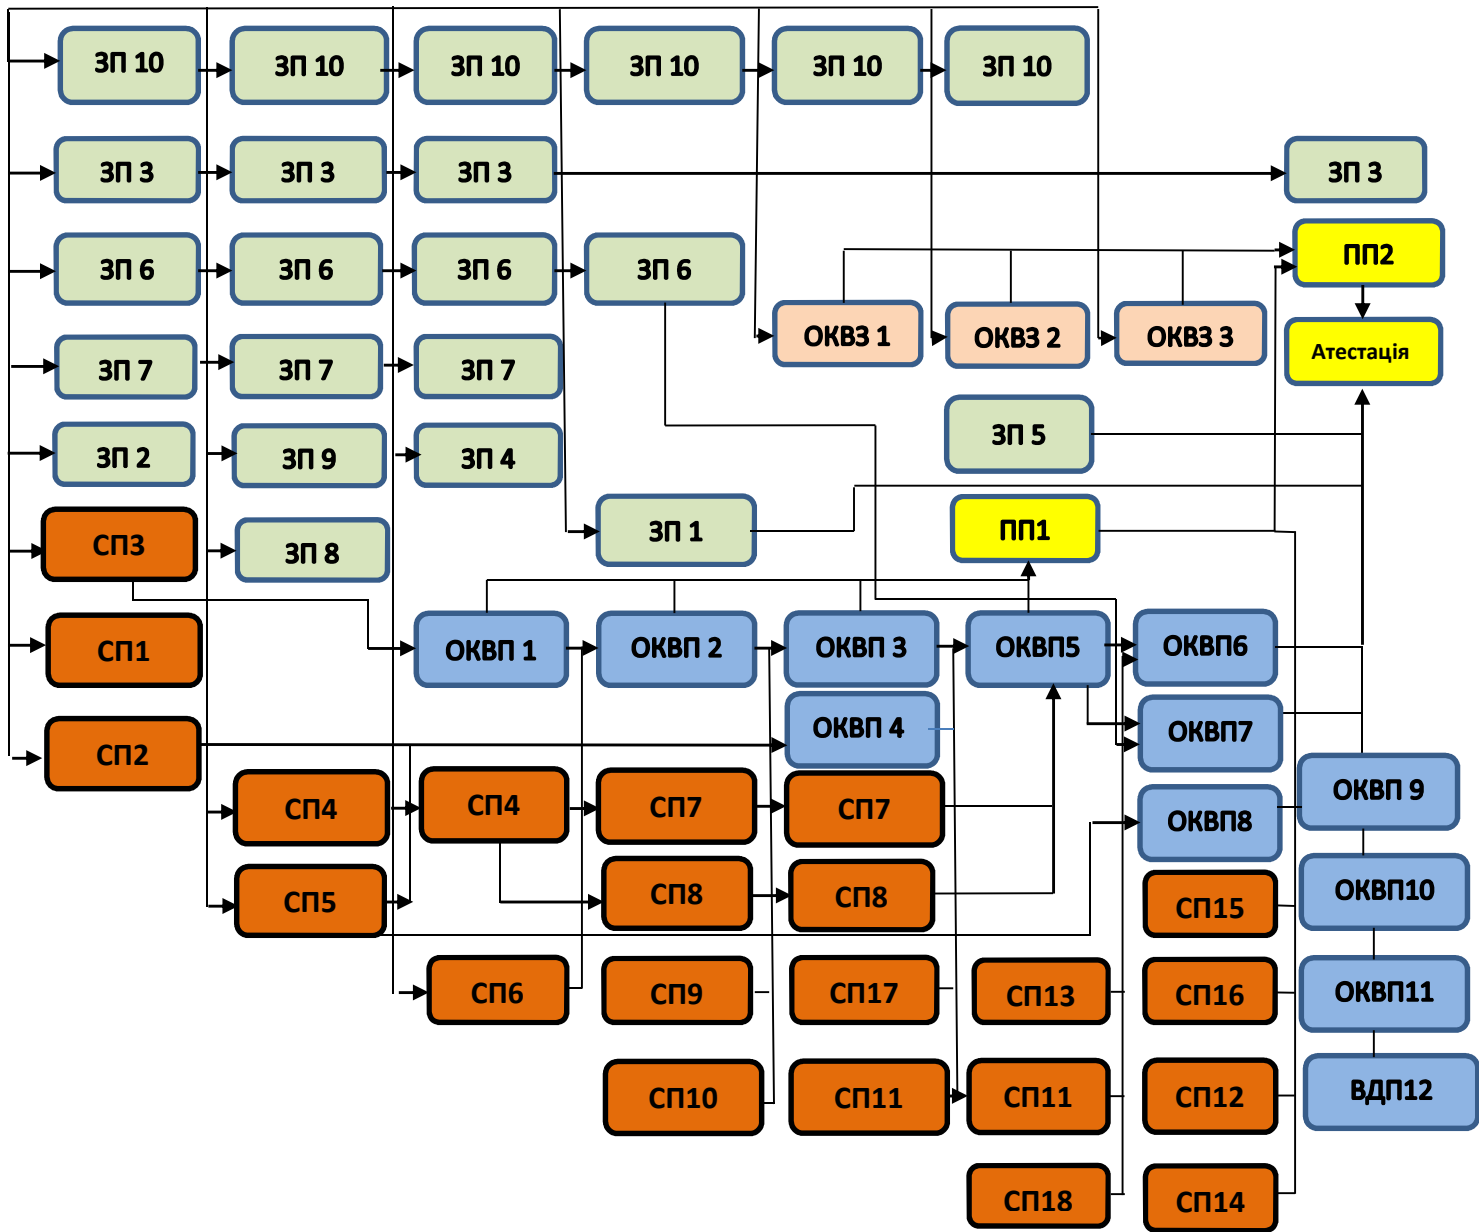 ЗП 10
ЗП 10
ЗП 10
ЗП 10
ЗП 10
ЗП 10
ЗП 3
ЗП 3
ЗП 3
ЗП 3
ЗП 6
ЗП 6
ЗП 6
ЗП 6
ПП2
ОКВЗ 1
ОКВЗ 2
ОКВЗ 3
Атестація
ЗП 7
ЗП 7
ЗП 7
ЗП 2
ЗП 9
ЗП 4
ЗП 5
СП3
ЗП 8
ЗП 1
ПП1
СП1
ОКВП 1
ОКВП 2
ОКВП 3
ОКВП5
ОКВП6
СП2
ОКВП 4
ОКВП7
СП4
СП4
СП7
СП7
ОКВП8
ОКВП 9
СП5
СП8
СП8
СП15
ОКВП10
СП6
СП9
СП17
СП13
СП16
ОКВП11
СП10
СП11
СП11
СП12
ВДП12
СП18
СП14